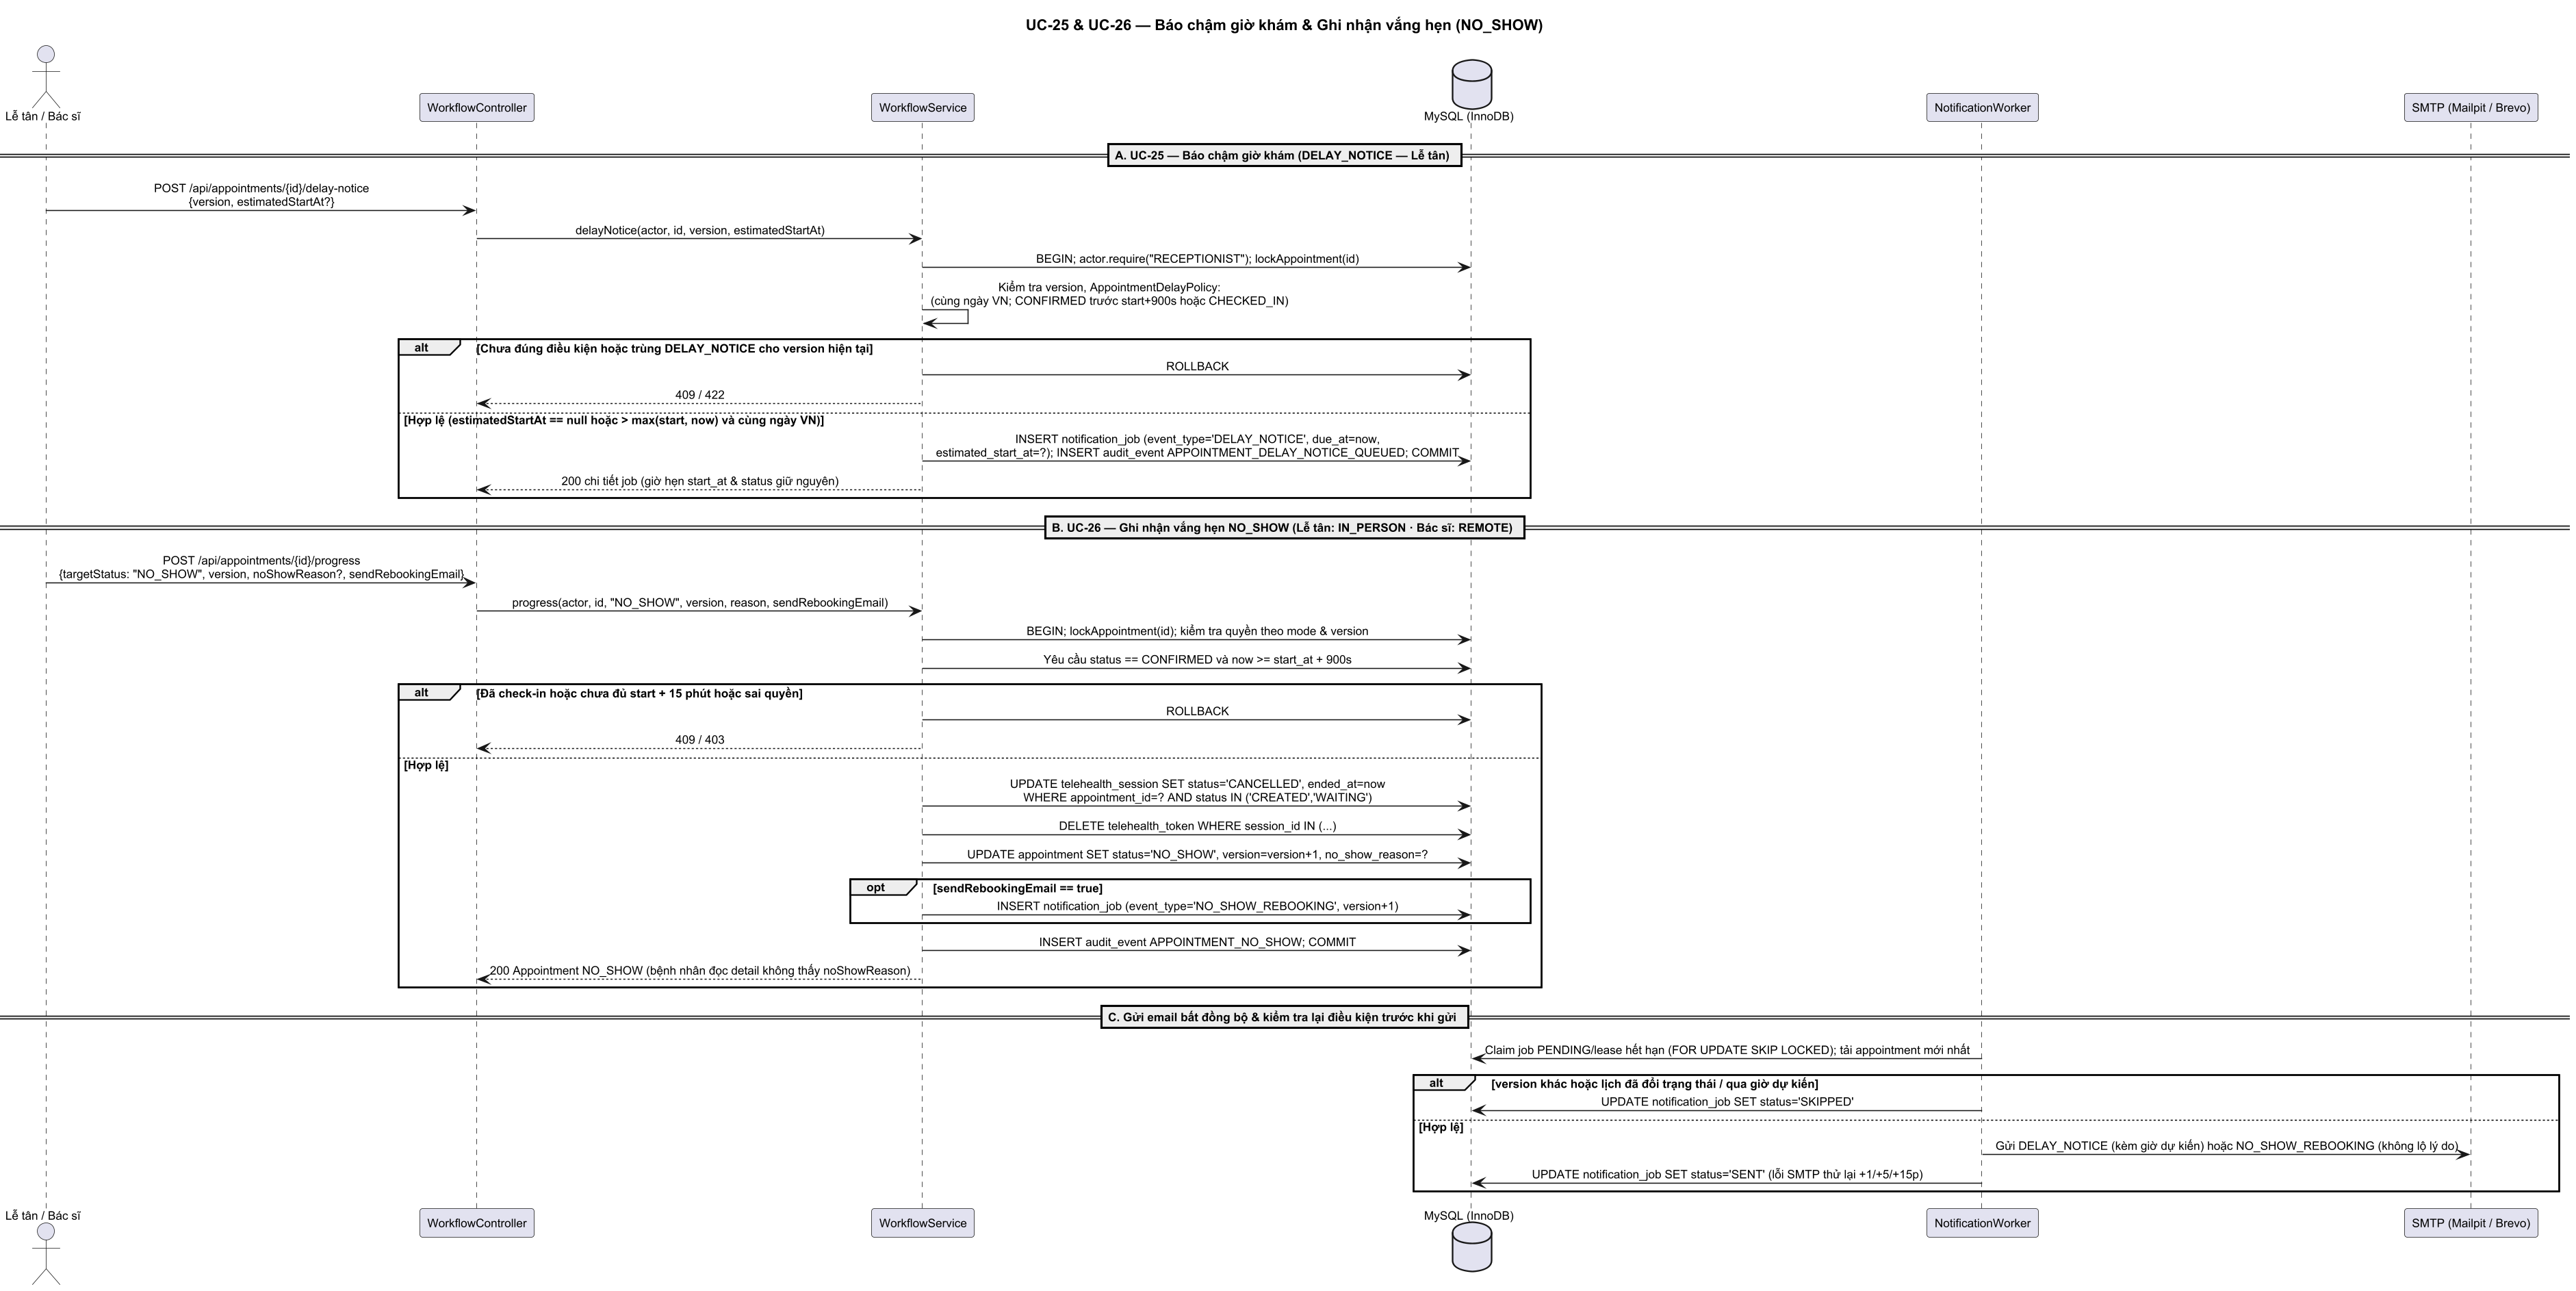 UC-25 & UC-26 — Báo chậm giờ khám & Ghi nhận vắng hẹn (NO_SHOW)
Lễ tân / Bác sĩ
WorkflowController
WorkflowService
MySQL (InnoDB)
NotificationWorker
SMTP (Mailpit / Brevo)
A. UC-25 — Báo chậm giờ khám (DELAY_NOTICE — Lễ tân)
POST /api/appointments/{id}/delay-notice
{version, estimatedStartAt?}
delayNotice(actor, id, version, estimatedStartAt)
BEGIN; actor.require("RECEPTIONIST"); lockAppointment(id)
Kiểm tra version, AppointmentDelayPolicy:
(cùng ngày VN; CONFIRMED trước start+900s hoặc CHECKED_IN)
alt
[Chưa đúng điều kiện hoặc trùng DELAY_NOTICE cho version hiện tại]
ROLLBACK
409 / 422
[Hợp lệ (estimatedStartAt == null hoặc > max(start, now) và cùng ngày VN)]
INSERT notification_job (event_type='DELAY_NOTICE', due_at=now,
estimated_start_at=?); INSERT audit_event APPOINTMENT_DELAY_NOTICE_QUEUED; COMMIT
200 chi tiết job (giờ hẹn start_at & status giữ nguyên)
B. UC-26 — Ghi nhận vắng hẹn NO_SHOW (Lễ tân: IN_PERSON · Bác sĩ: REMOTE)
POST /api/appointments/{id}/progress
{targetStatus: "NO_SHOW", version, noShowReason?, sendRebookingEmail}
progress(actor, id, "NO_SHOW", version, reason, sendRebookingEmail)
BEGIN; lockAppointment(id); kiểm tra quyền theo mode & version
Yêu cầu status == CONFIRMED và now >= start_at + 900s
alt
[Đã check-in hoặc chưa đủ start + 15 phút hoặc sai quyền]
ROLLBACK
409 / 403
[Hợp lệ]
UPDATE telehealth_session SET status='CANCELLED', ended_at=now
WHERE appointment_id=? AND status IN ('CREATED','WAITING')
DELETE telehealth_token WHERE session_id IN (...)
UPDATE appointment SET status='NO_SHOW', version=version+1, no_show_reason=?
opt
[sendRebookingEmail == true]
INSERT notification_job (event_type='NO_SHOW_REBOOKING', version+1)
INSERT audit_event APPOINTMENT_NO_SHOW; COMMIT
200 Appointment NO_SHOW (bệnh nhân đọc detail không thấy noShowReason)
C. Gửi email bất đồng bộ & kiểm tra lại điều kiện trước khi gửi
Claim job PENDING/lease hết hạn (FOR UPDATE SKIP LOCKED); tải appointment mới nhất
alt
[version khác hoặc lịch đã đổi trạng thái / qua giờ dự kiến]
UPDATE notification_job SET status='SKIPPED'
[Hợp lệ]
Gửi DELAY_NOTICE (kèm giờ dự kiến) hoặc NO_SHOW_REBOOKING (không lộ lý do)
UPDATE notification_job SET status='SENT' (lỗi SMTP thử lại +1/+5/+15p)
Lễ tân / Bác sĩ
WorkflowController
WorkflowService
MySQL (InnoDB)
NotificationWorker
SMTP (Mailpit / Brevo)